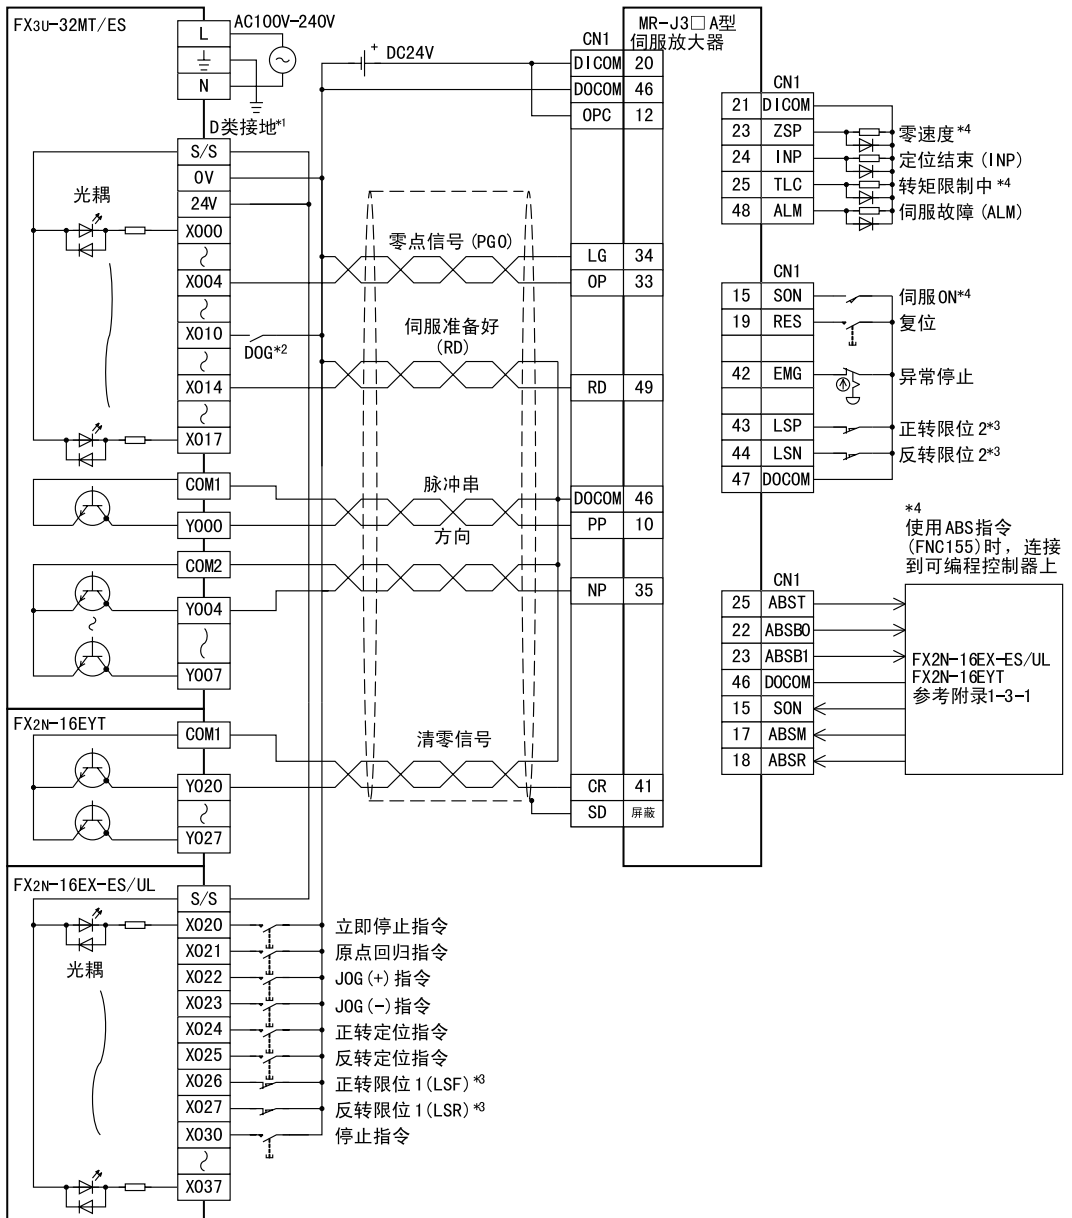 FX3U-32MT/ES
L
N
AC100V-240V
D类接地*1
S/S
0V
24V
X000
X004
X010
X014
X017
光耦
DOG*2
COM1
Y000
COM2
Y004
Y007
FX2N-16EYT
COM1
Y020
Y027
FX2N-16EX-ES/UL
S/S
X020 立即停止指令
X021 原点回归指令
X022 JOG(+)指令
X023 JOG(-)指令
X024 正转定位指令
X025 反转定位指令
X026 正转限位1(LSF)*3
X027 反转限位1(LSR)*3
X030 停止指令
X037
光耦
+ DC24V
零点信号(PG0)
伺服准备好
(RD)
脉冲串
方向
清零信号
MR-J3□A型
伺服放大器
CN1
DICOM 20
DOCOM 46
OPC 12
LG 34
OP 33
RD 49
DOCOM 46
PP 10
NP 35
CR 41
SD 屏蔽
CN1
21 DICOM
23 ZSP 零速度*4
24 INP 定位结束(INP)
25 TLC 转矩限制中*4
48 ALM 伺服故障(ALM)
CN1
15 SON 伺服ON*4
19 RES 复位
42 EMG 异常停止
43 LSP 正转限位2*3
44 LSN 反转限位2*3
47 DOCOM
*4
使用ABS指令
(FNC155)时，连接
到可编程控制器上
CN1
25 ABST
22 ABSB0
23 ABSB1
46 DOCOM
15 SON
17 ABSM
18 ABSR
FX2N-16EX-ES/UL
FX2N-16EYT
参考附录1-3-1